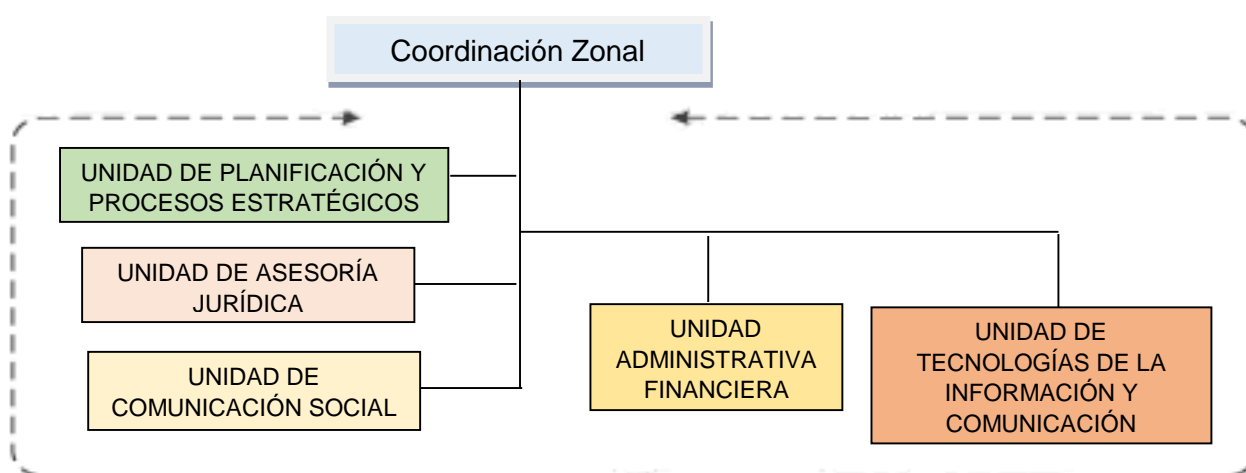 Coordinación Zonal
UNIDAD DE PLANIFICACIÓN Y
PROCESOS ESTRATÉGICOS
UNIDAD DE ASESORÍA
JURÍDICA
UNIDAD DE
COMUNICACIÓN SOCIAL
UNIDAD
ADMINISTRATIVA
FINANCIERA
UNIDAD DE
TECNOLOGÍAS DE LA
INFORMACIÓN Y
COMUNICACIÓN